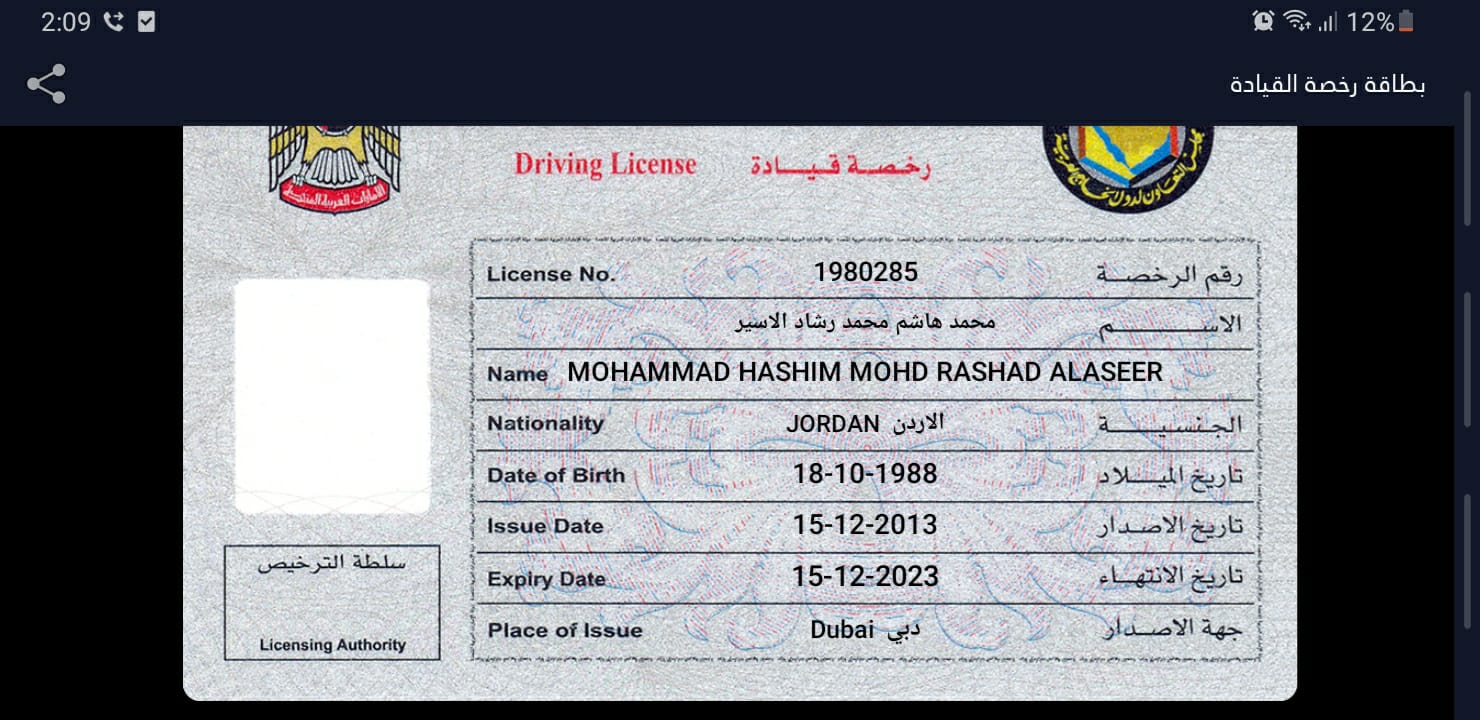 2:09
12%
بطاقة رخصة القيادة
Driving License رخصة قيادة
الامارات العربية المتحدة
License No. 1980285 رقم الرخصة
محمد هاشم محمد رشاد الاسير الاسم
Name MOHAMMAD HASHIM MOHD RASHAD ALASEER
Nationality JORDAN الاردن الجنسية
Date of Birth 18-10-1988 تاريخ الميلاد
Issue Date 15-12-2013 تاريخ الاصدار
Expiry Date 15-12-2023 تاريخ الانتهاء
Place of Issue Dubai دبي جهة الاصدار
سلطة الترخيص
Licensing Authority